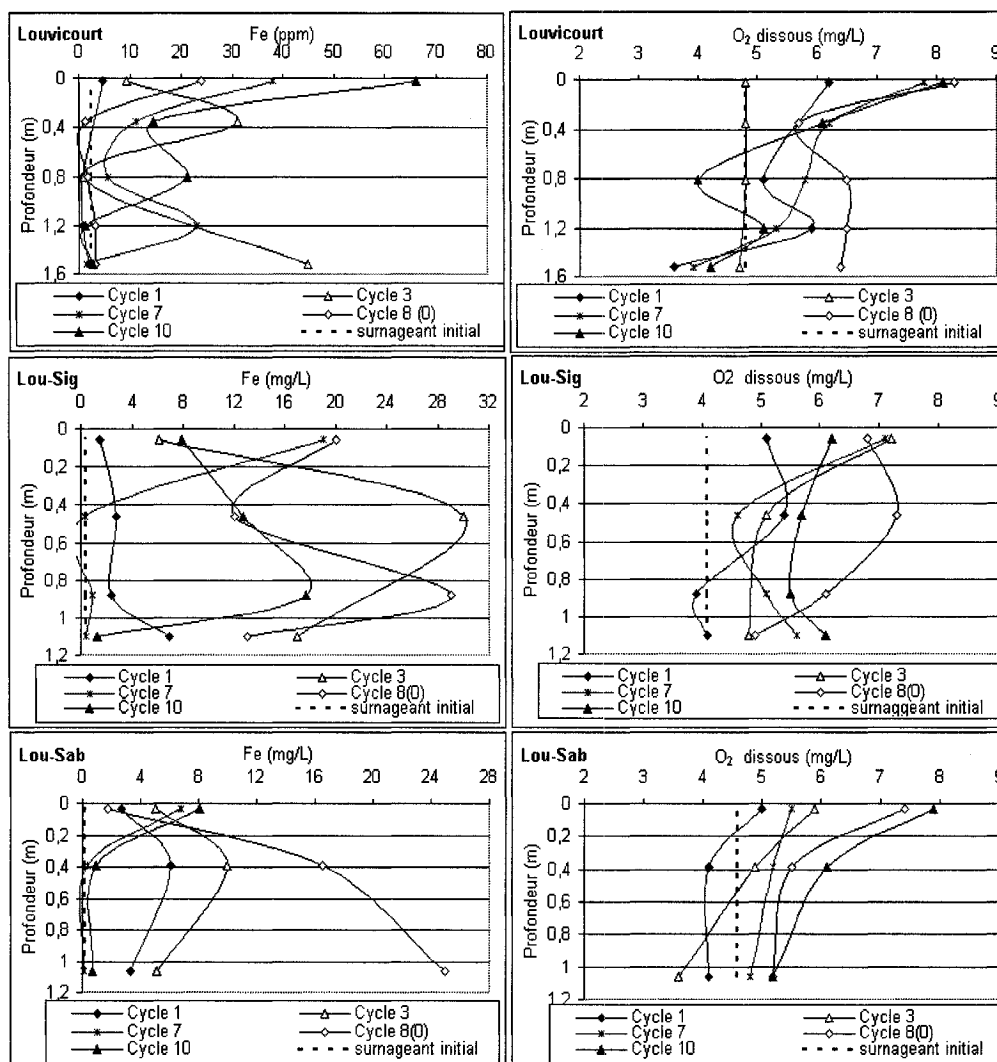 Louvicourt
Fe (ppm)
0 10 20 30 40 50 60 70 80
Profondeur (m)
0
0,4
0,8
1,2
1,6
Cycle 1
Cycle 3
Cycle 7
Cycle 8 (0)
Cycle 10
surnageant initial
Louvicourt
O₂ dissous (mg/L)
2 3 4 5 6 7 8 9
Profondeur (m)
0
0,4
0,8
1,2
1,6
Cycle 1
Cycle 3
Cycle 7
Cycle 8 (0)
Cycle 10
surnageant initial
Lou-Sig
Fe (mg/L)
0 4 8 12 16 20 24 28 32
Profondeur (m)
0
0,2
0,4
0,6
0,8
1
1,2
Cycle 1
Cycle 3
Cycle 7
Cycle 8(0)
Cycle 10
surnageant initial
Lou-Sig
O2 dissous (mg/L)
2 3 4 5 6 7 8 9
Profondeur (m)
0
0,2
0,4
0,6
0,8
1
1,2
Cycle 1
Cycle 3
Cycle 7
Cycle 8(0)
Cycle 10
surnaggeant initial
Lou-Sab
Fe (mg/L)
0 4 8 12 16 20 24 28
Profondeur (m)
0
0,2
0,4
0,6
0,8
1
1,2
Cycle 1
Cycle 3
Cycle 7
Cycle 8(0)
Cycle 10
surnageant initial
Lou-Sab
O₂ dissous (mg/L)
2 3 4 5 6 7 8 9
Profondeur (m)
0
0,2
0,4
0,6
0,8
1
1,2
Cycle 1
Cycle 3
Cycle 7
Cycle 8(0)
Cycle 10
surnageant initial